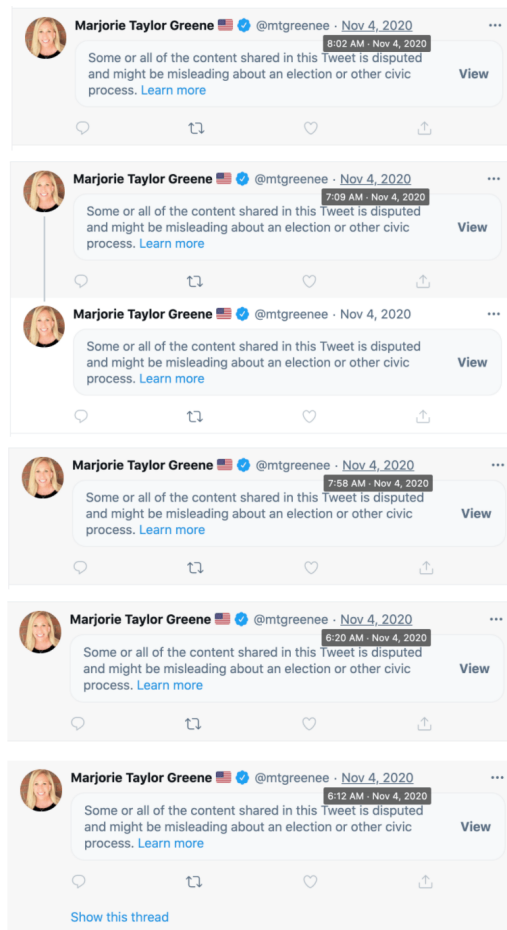 Marjorie Taylor Greene 🇺🇸 @mtgreenee · Nov 4, 2020
8:02 AM · Nov 4, 2020
Some or all of the content shared in this Tweet is disputed
and might be misleading about an election or other civic
process. Learn more
View
Marjorie Taylor Greene 🇺🇸 @mtgreenee · Nov 4, 2020
7:09 AM · Nov 4, 2020
Some or all of the content shared in this Tweet is disputed
and might be misleading about an election or other civic
process. Learn more
View
Marjorie Taylor Greene 🇺🇸 @mtgreenee · Nov 4, 2020
Some or all of the content shared in this Tweet is disputed
and might be misleading about an election or other civic
process. Learn more
View
Marjorie Taylor Greene 🇺🇸 @mtgreenee · Nov 4, 2020
7:58 AM · Nov 4, 2020
Some or all of the content shared in this Tweet is disputed
and might be misleading about an election or other civic
process. Learn more
View
Marjorie Taylor Greene 🇺🇸 @mtgreenee · Nov 4, 2020
6:20 AM · Nov 4, 2020
Some or all of the content shared in this Tweet is disputed
and might be misleading about an election or other civic
process. Learn more
View
Marjorie Taylor Greene 🇺🇸 @mtgreenee · Nov 4, 2020
6:12 AM · Nov 4, 2020
Some or all of the content shared in this Tweet is disputed
and might be misleading about an election or other civic
process. Learn more
View
Show this thread